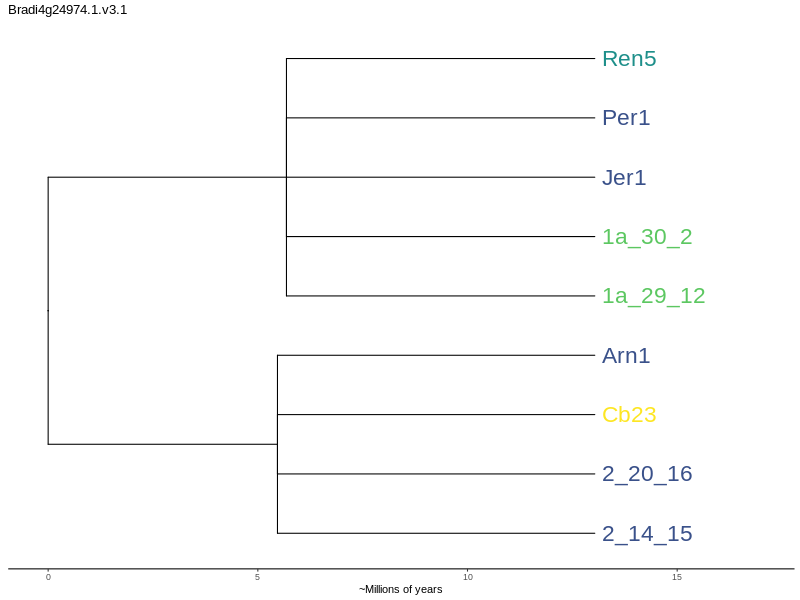 Bradi4g24974.1.v3.1
Ren5
Per1
Jer1
1a_30_2
1a_29_12
Arn1
Cb23
2_20_16
2_14_15
0 5 10 15
~Millions of years